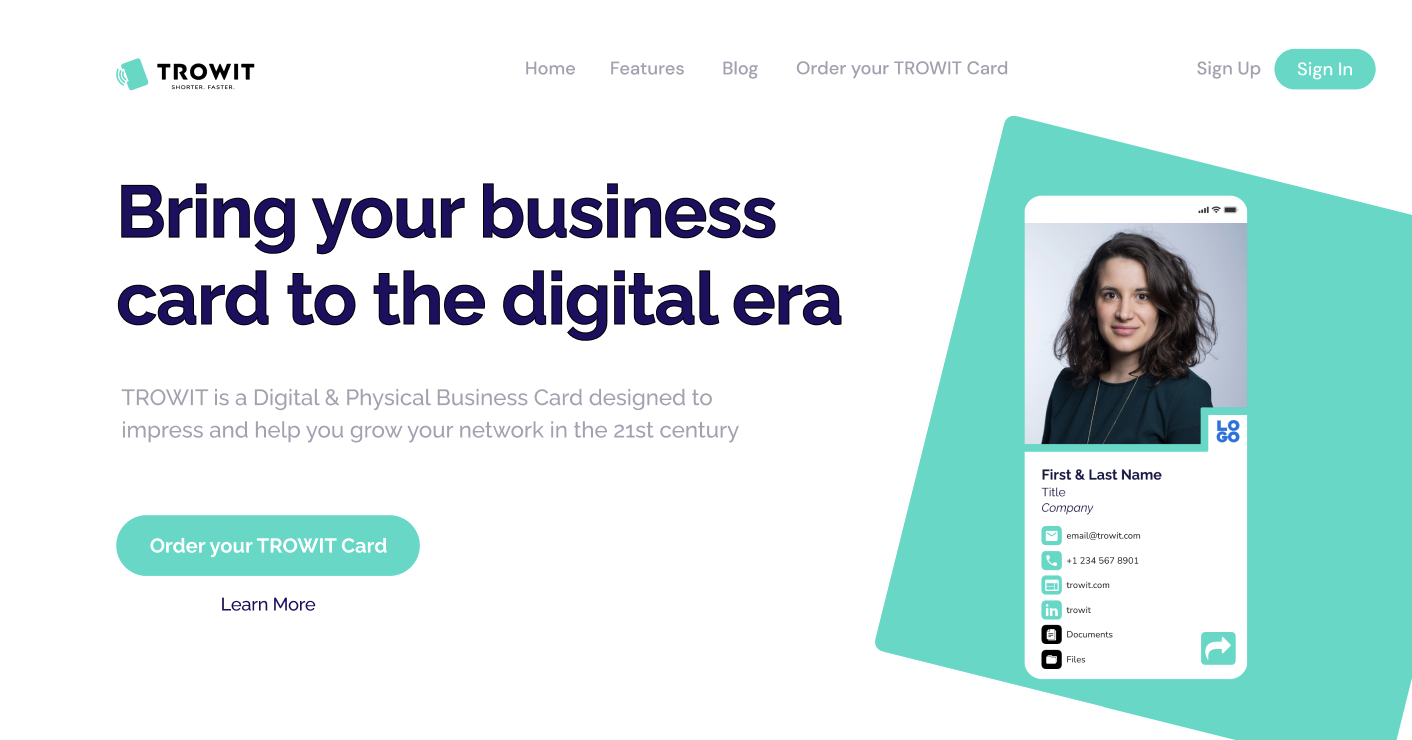 TROWIT
SHORTER. FASTER.
Home
Features
Blog
Order your TROWIT Card
Sign Up
Sign In
Bring your business
card to the digital era
TROWIT is a Digital & Physical Business Card designed to
impress and help you grow your network in the 21st century
Order your TROWIT Card
Learn More
LO
GO
First & Last Name
Title
Company
email@trowit.com
+1 234 567 8901
trowit.com
in
trowit
Documents
Files